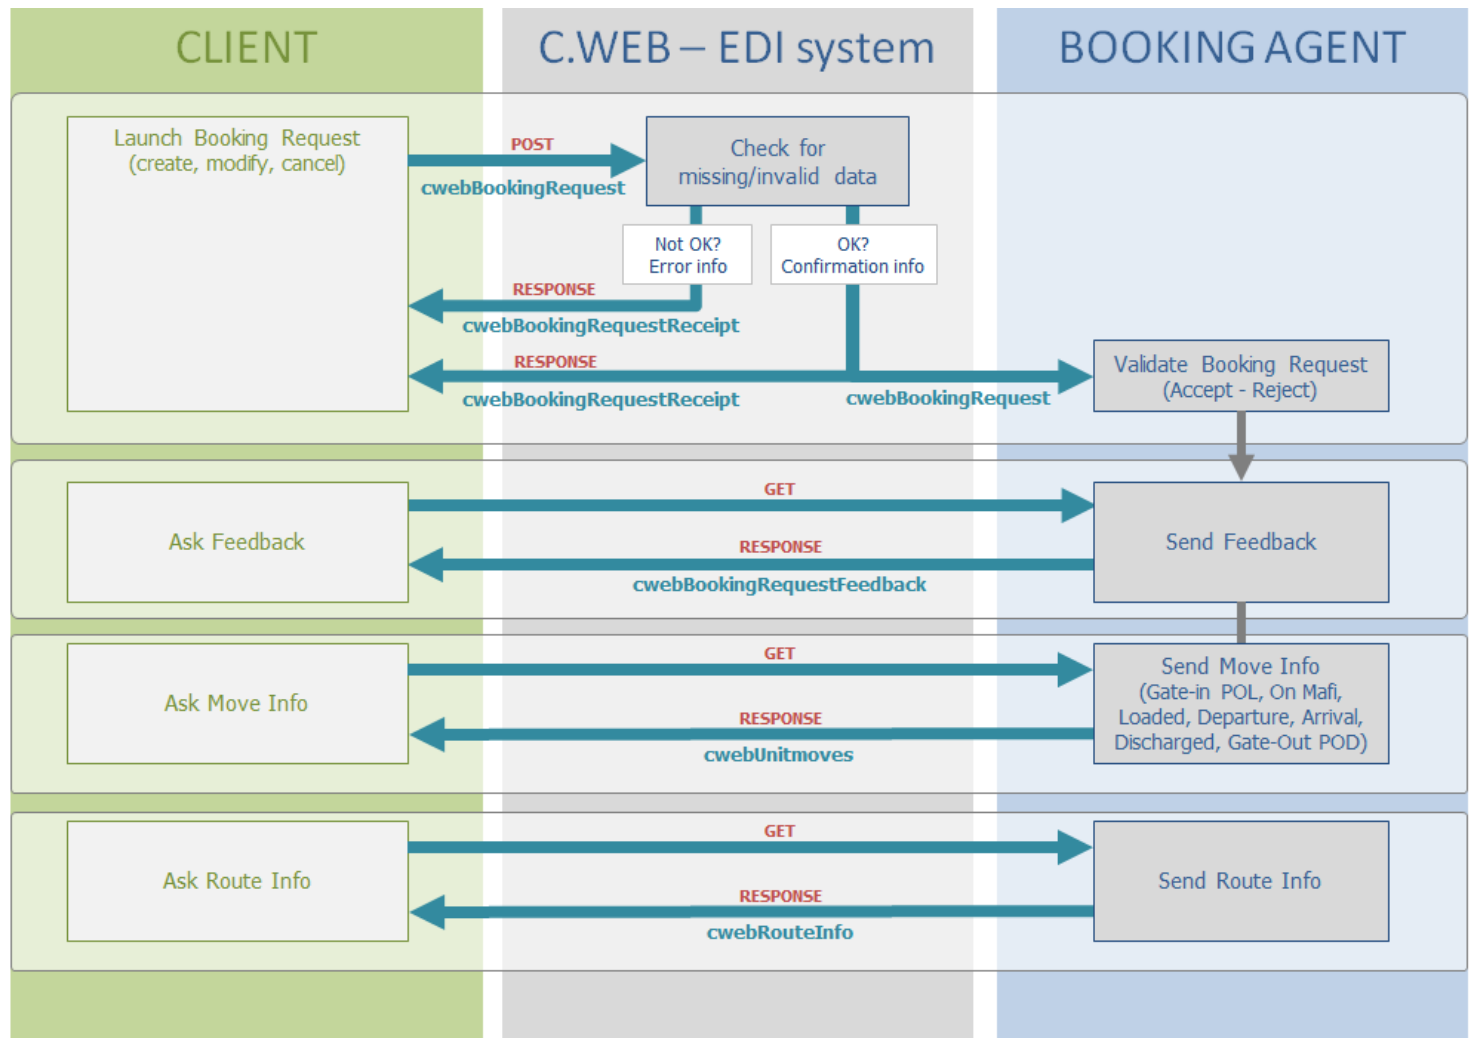 CLIENT
C.WEB – EDI system
BOOKING AGENT
Launch Booking Request
(create, modify, cancel)
POST
cwebBookingRequest
Check for
missing/invalid data
Not OK?
Error info
OK?
Confirmation info
RESPONSE
cwebBookingRequestReceipt
RESPONSE
cwebBookingRequestReceipt
cwebBookingRequest
Validate Booking Request
(Accept - Reject)
Ask Feedback
GET
RESPONSE
cwebBookingRequestFeedback
Send Feedback
Ask Move Info
GET
RESPONSE
cwebUnitmoves
Send Move Info
(Gate-in POL, On Mafi,
Loaded, Departure, Arrival,
Discharged, Gate-Out POD)
Ask Route Info
GET
RESPONSE
cwebRouteInfo
Send Route Info